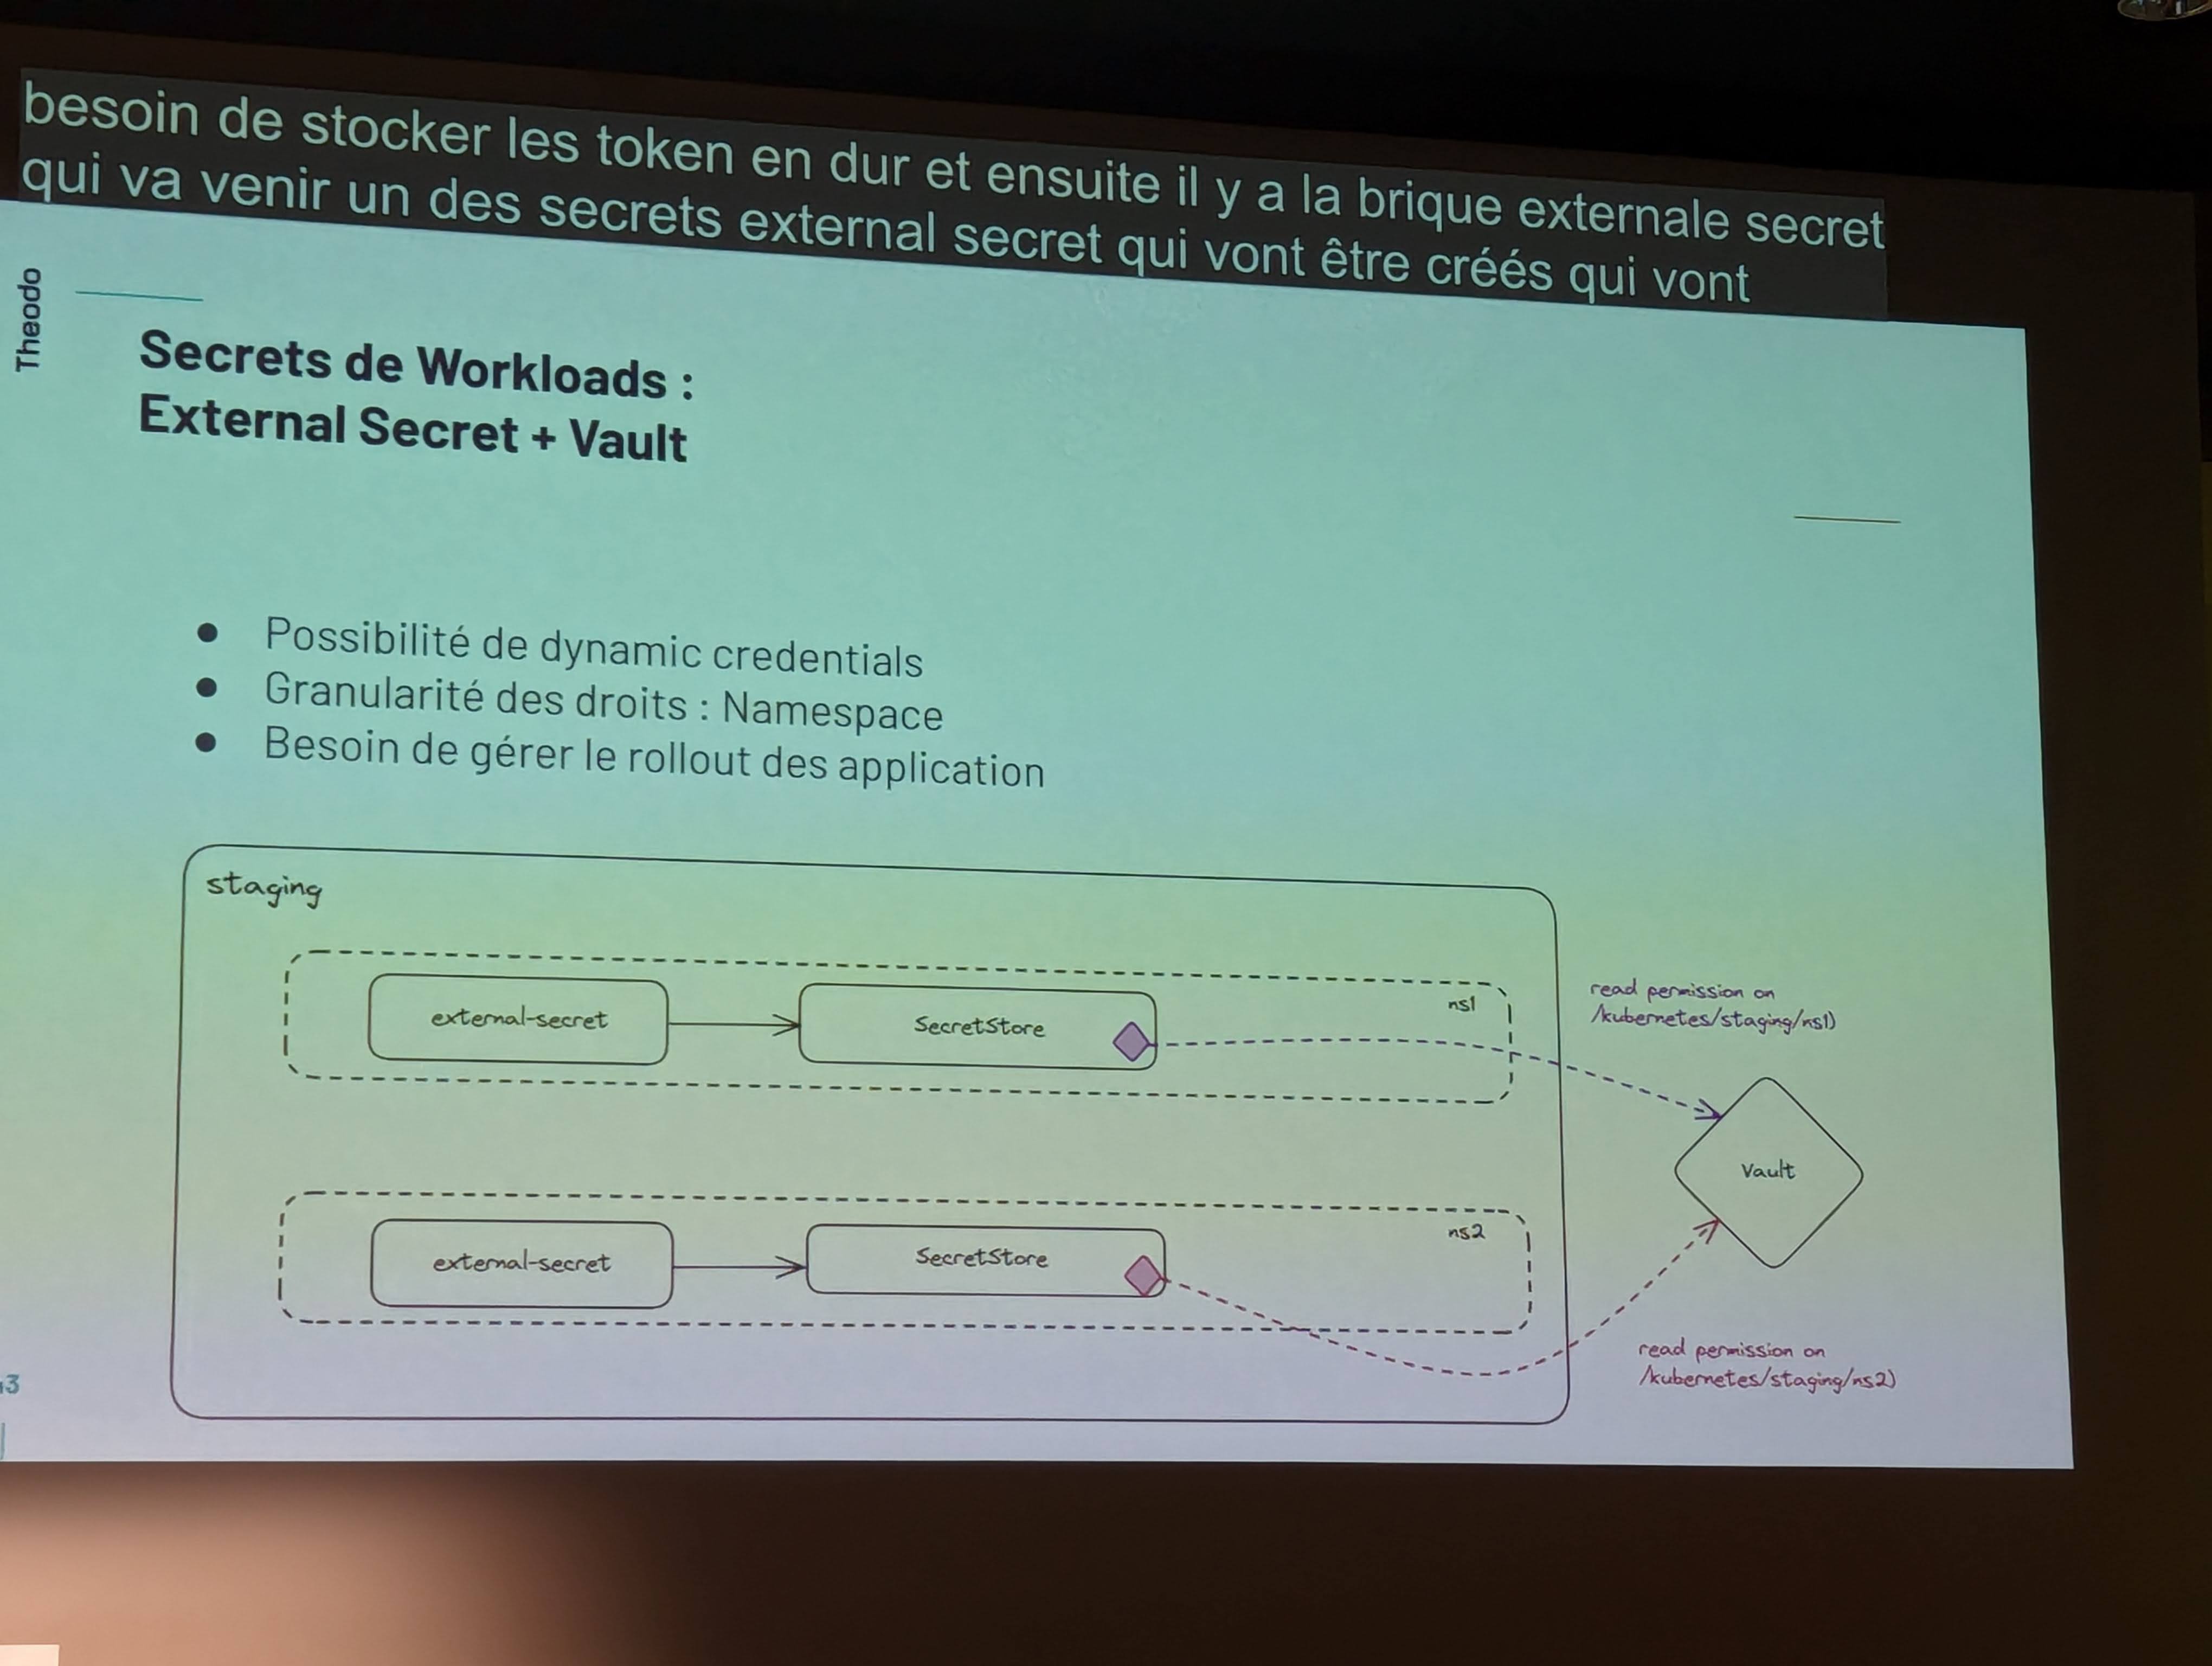 besoin de stocker les token en dur et ensuite il y a la brique externale secret
qui va venir un des secrets external secret qui vont être créés qui vont
Theodo
Secrets de Workloads :
External Secret + Vault
● Possibilité de dynamic credentials
● Granularité des droits : Namespace
● Besoin de gérer le rollout des application
staging
ns1
external-secret
SecretStore
read permission on
/kubernetes/staging/ns1)
Vault
ns2
external-secret
SecretStore
read permission on
/kubernetes/staging/ns2)